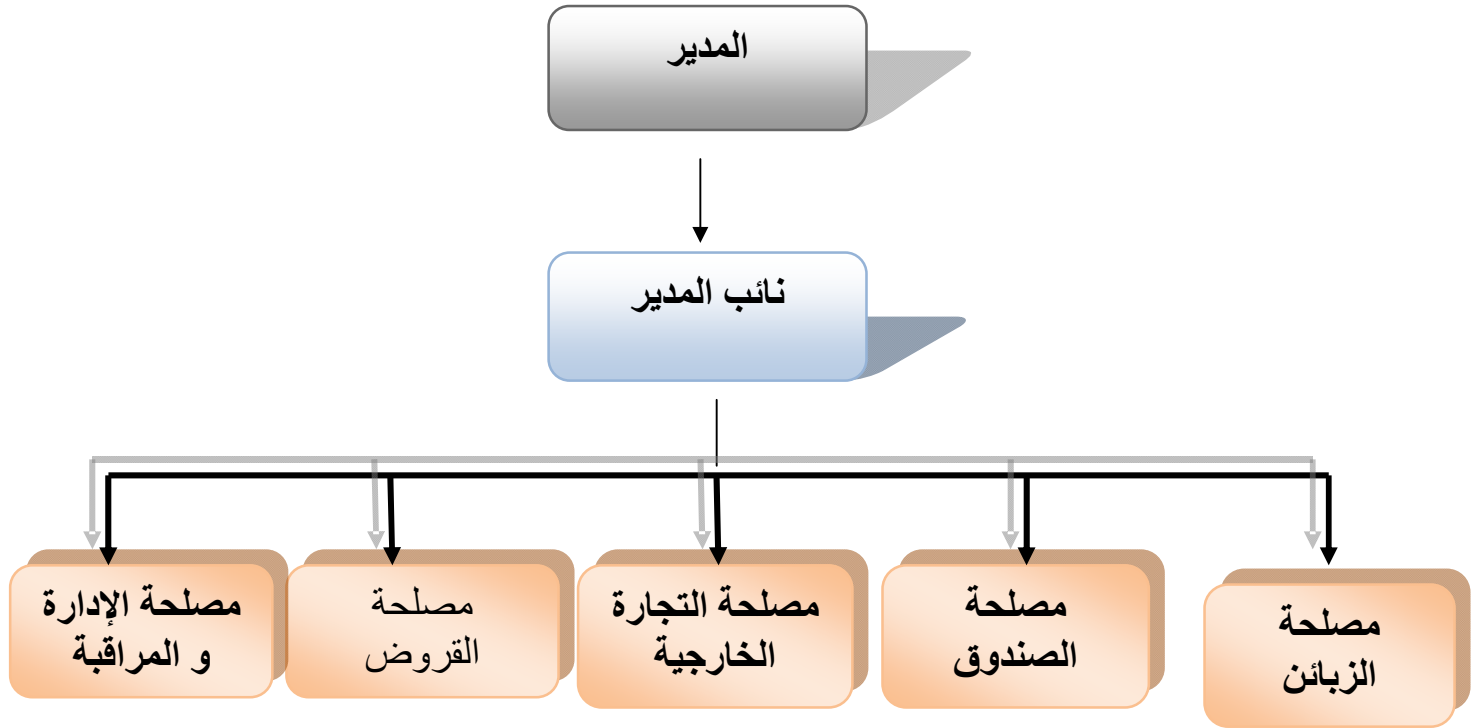 المدير
نائب المدير
مصلحة
الزبائن
مصلحة
الصندوق
مصلحة التجارة
الخارجية
مصلحة
القروض
مصلحة الإدارة
و المراقبة